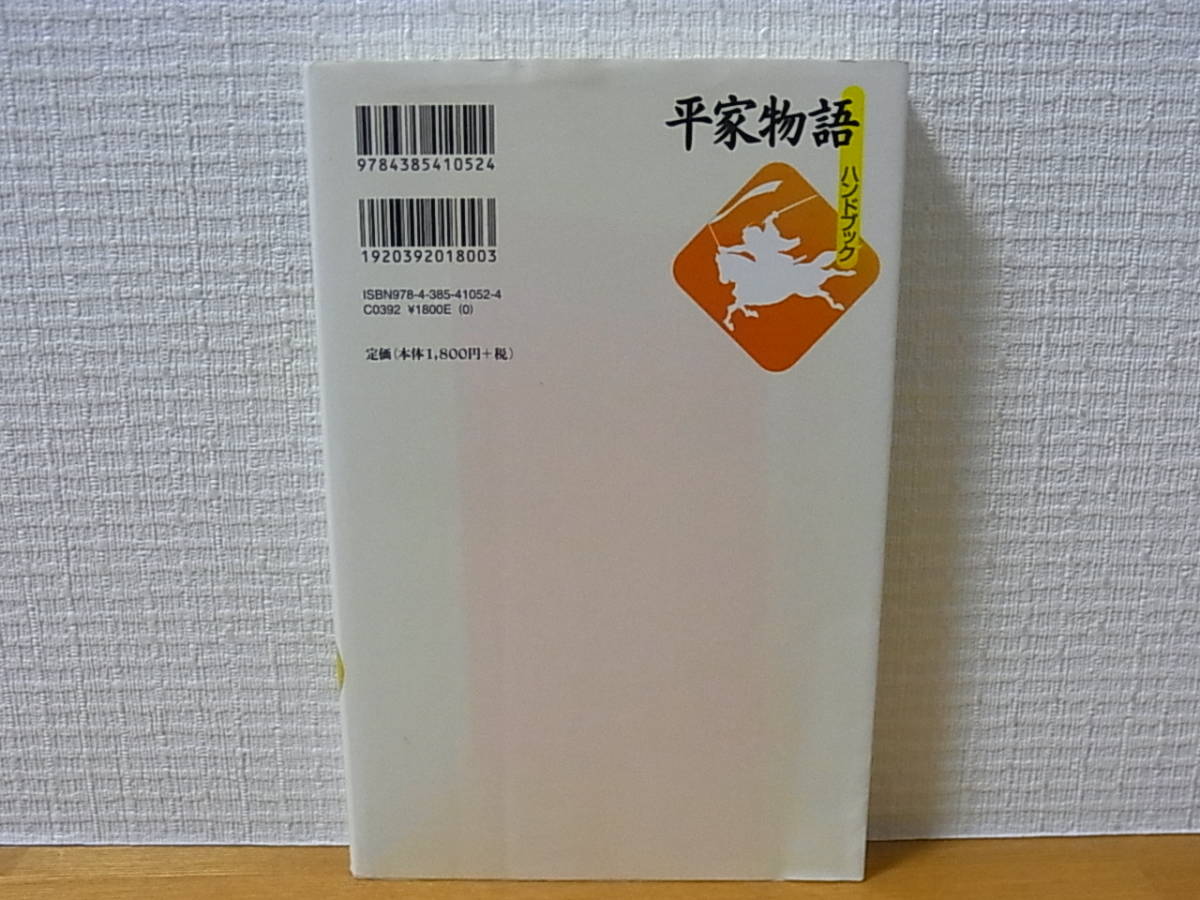 9784385410524
1920392018003
ISBN978-4-385-41052-4
C0392 ¥1800E (0)
定価(本体1,800円+税)
平家物語
ハンドブック